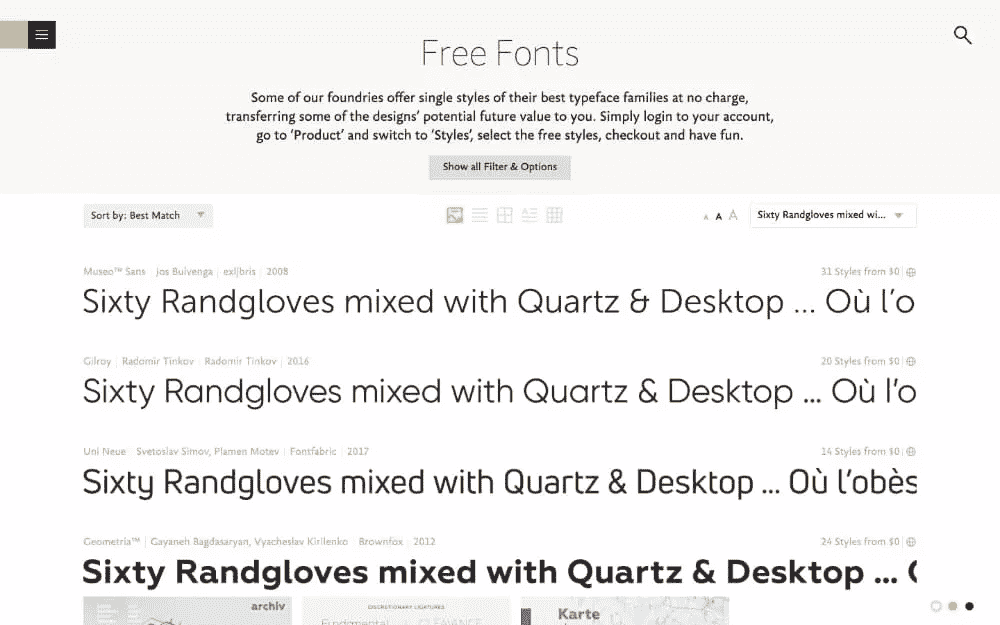 Free Fonts
Some of our foundries offer single styles of their best typeface families at no charge,
transferring some of the designs' potential future value to you. Simply login to your account,
go to 'Product' and switch to 'Styles', select the free styles, checkout and have fun.
Show all Filter & Options
Sort by: Best Match
A A A
Sixty Randgloves mixed wi...
Museo™ Sans | Jos Buivenga | exljbris | 2008
31 Styles from $0
Sixty Randgloves mixed with Quartz & Desktop ... Où l'o
Gilroy | Radomir Tinkov | Radomir Tinkov | 2016
20 Styles from $0
Sixty Randgloves mixed with Quartz & Desktop ... Où l'o
Uni Neue | Svetoslav Simov, Plamen Motev | Fontfabric | 2017
14 Styles from $0
Sixty Randgloves mixed with Quartz & Desktop ... Où l'obès
Geometria™ | Gayaneh Bagdasaryan, Vyacheslav Kirilenko | Brownfox | 2012
24 Styles from $0
Sixty Randgloves mixed with Quartz & Desktop ...
archiv
DISCRETIONARY LIGATURES
Karte